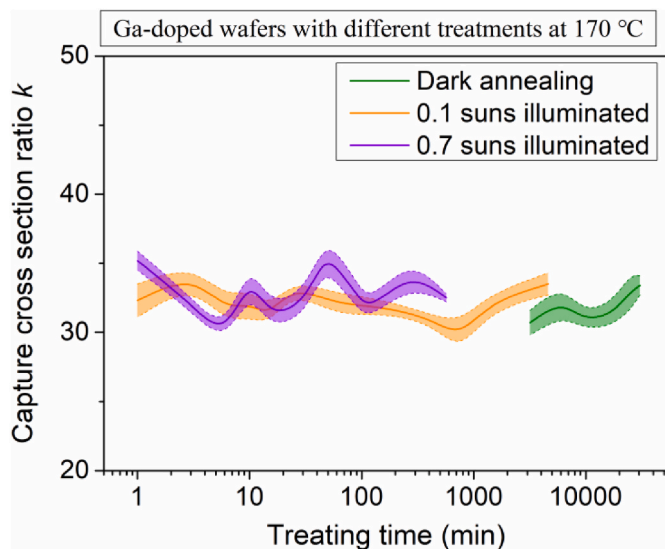 Ga-doped wafers with different treatments at 170 ℃
50
40
30
20
Capture cross section ratio k
Dark annealing
0.1 suns illuminated
0.7 suns illuminated
1 10 100 1000 10000
Treating time (min)